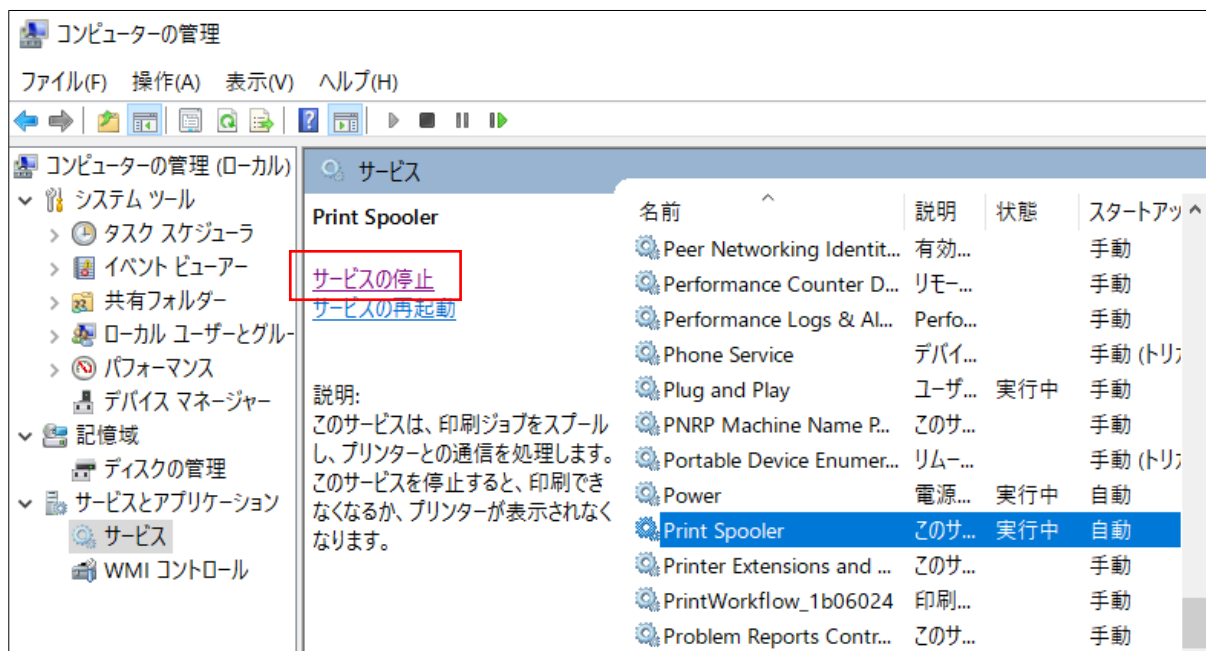 コンピューターの管理
ファイル(F) 操作(A) 表示(V) ヘルプ(H)
コンピューターの管理 (ローカル)
システム ツール
タスク スケジューラ
イベント ビューアー
共有フォルダー
ローカル ユーザーとグルー
パフォーマンス
デバイス マネージャー
記憶域
ディスクの管理
サービスとアプリケーション
サービス
WMI コントロール
サービス
Print Spooler
サービスの停止
サービスの再起動
説明:
このサービスは、印刷ジョブをスプール
し、プリンターとの通信を処理します。
このサービスを停止すると、印刷でき
なくなるか、プリンターが表示されなく
なります。
名前 説明 状態 スタートアッ
Peer Networking Identit... 有効... 手動
Performance Counter D... リモー... 手動
Performance Logs & Al... Perfo... 手動
Phone Service デバイ... 手動 (トリガ
Plug and Play ユーザ... 実行中 手動
PNRP Machine Name P... このサ... 手動
Portable Device Enumer... リムー... 手動 (トリガ
Power 電源... 実行中 自動
Print Spooler このサ... 実行中 自動
Printer Extensions and ... このサ... 手動
PrintWorkflow_1b06024 印刷... 手動
Problem Reports Contr... このサ... 手動